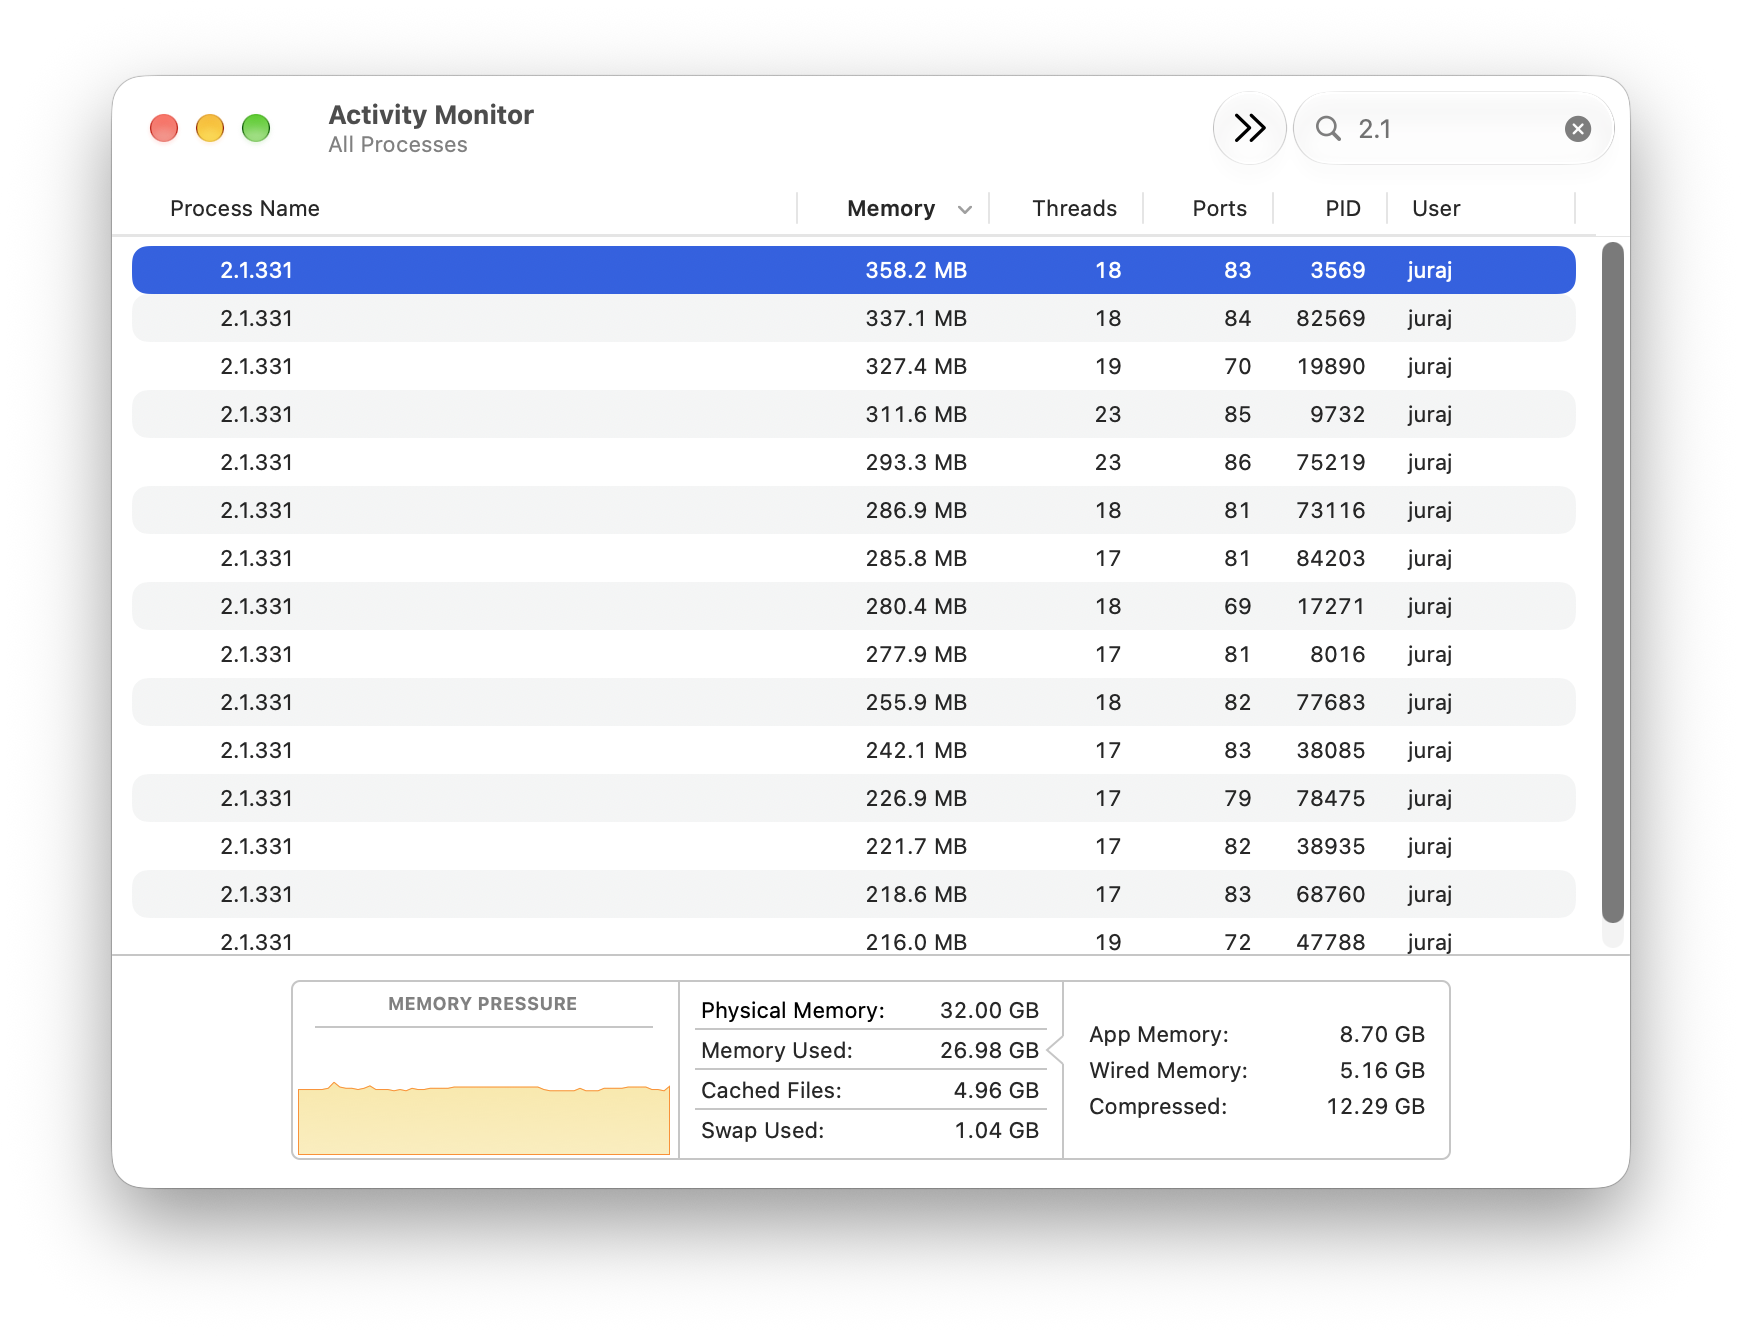 Activity Monitor
All Processes
2.1
Process Name Memory Threads Ports PID User
2.1.331 358.2 MB 18 83 3569 juraj
2.1.331 337.1 MB 18 84 82569 juraj
2.1.331 327.4 MB 19 70 19890 juraj
2.1.331 311.6 MB 23 85 9732 juraj
2.1.331 293.3 MB 23 86 75219 juraj
2.1.331 286.9 MB 18 81 73116 juraj
2.1.331 285.8 MB 17 81 84203 juraj
2.1.331 280.4 MB 18 69 17271 juraj
2.1.331 277.9 MB 17 81 8016 juraj
2.1.331 255.9 MB 18 82 77683 juraj
2.1.331 242.1 MB 17 83 38085 juraj
2.1.331 226.9 MB 17 79 78475 juraj
2.1.331 221.7 MB 17 82 38935 juraj
2.1.331 218.6 MB 17 83 68760 juraj
2.1.331 216.0 MB 19 72 47788 juraj
MEMORY PRESSURE
Physical Memory: 32.00 GB
Memory Used: 26.98 GB
Cached Files: 4.96 GB
Swap Used: 1.04 GB
App Memory: 8.70 GB
Wired Memory: 5.16 GB
Compressed: 12.29 GB